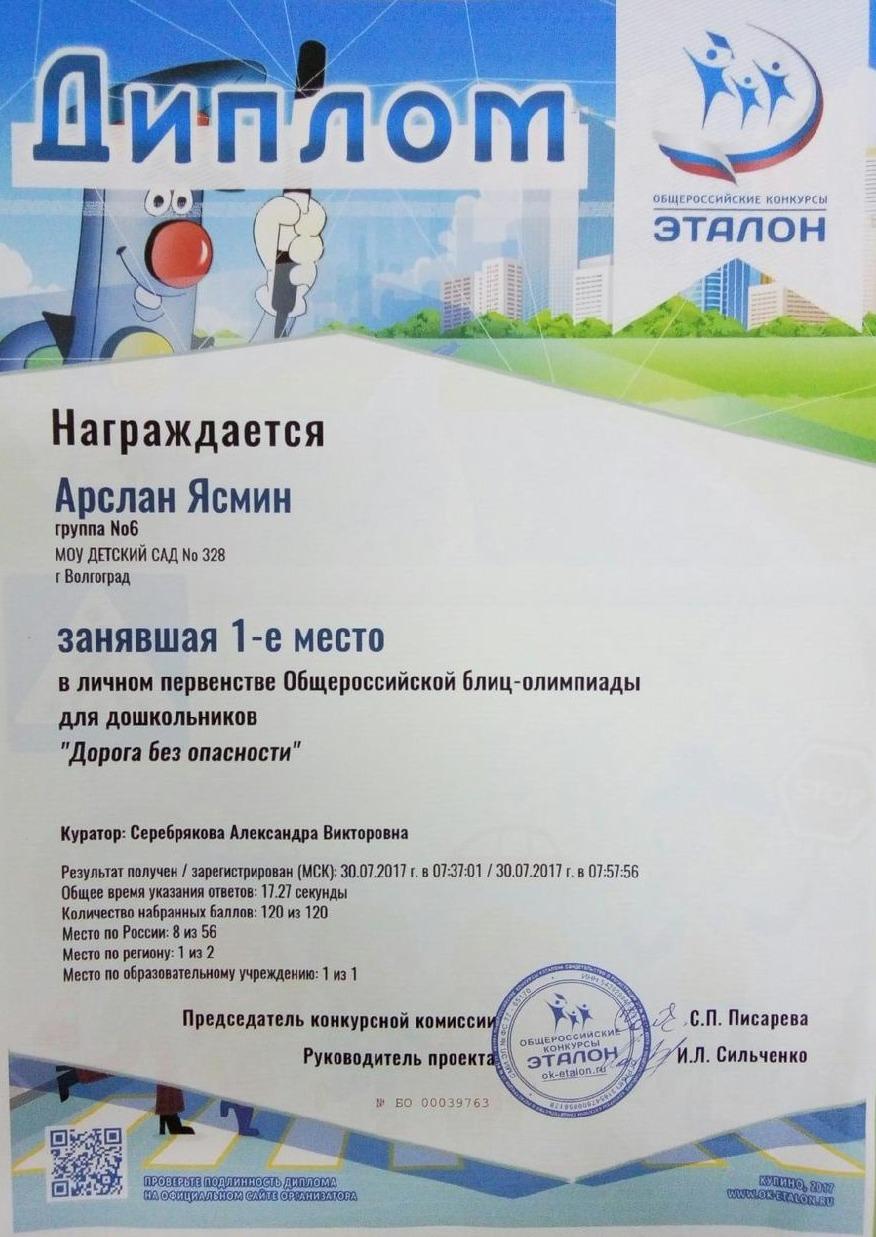 Диплом
ОБЩЕРОССИЙСКИЕ КОНКУРСЫ
ЭТАЛОН
Награждается
Арслан Ясмин
группа No6
МОУ ДЕТСКИЙ САД No 328
г Волгоград
занявшая 1-е место
в личном первенстве Общероссийской блиц-олимпиады
для дошкольников
"Дорога без опасности"
STOP
Куратор: Серебрякова Александра Викторовна
Результат получен / зарегистрирован (МСК): 30.07.2017 г. в 07:37:01 / 30.07.2017 г. в 07:57:56
Общее время указания ответов: 17.27 секунды
Количество набранных баллов: 120 из 120
Место по России: 8 из 56
Место по региону: 1 из 2
Место по образовательному учреждению: 1 из 1
Председатель конкурсной комиссии С.П. Писарева
Руководитель проекта И.Л. Сильченко
ОБЩЕРОССИЙСКИЕ
КОНКУРСЫ
ЭТАЛОН
ok-etalon.ru
№ БО 00039763
ПРОВЕРЬТЕ ПОДЛИННОСТЬ ДИПЛОМА
НА ОФИЦИАЛЬНОМ САЙТЕ ОРГАНИЗАТОРА
КУПИНО, 2017
WWW.OK-ETALON.RU